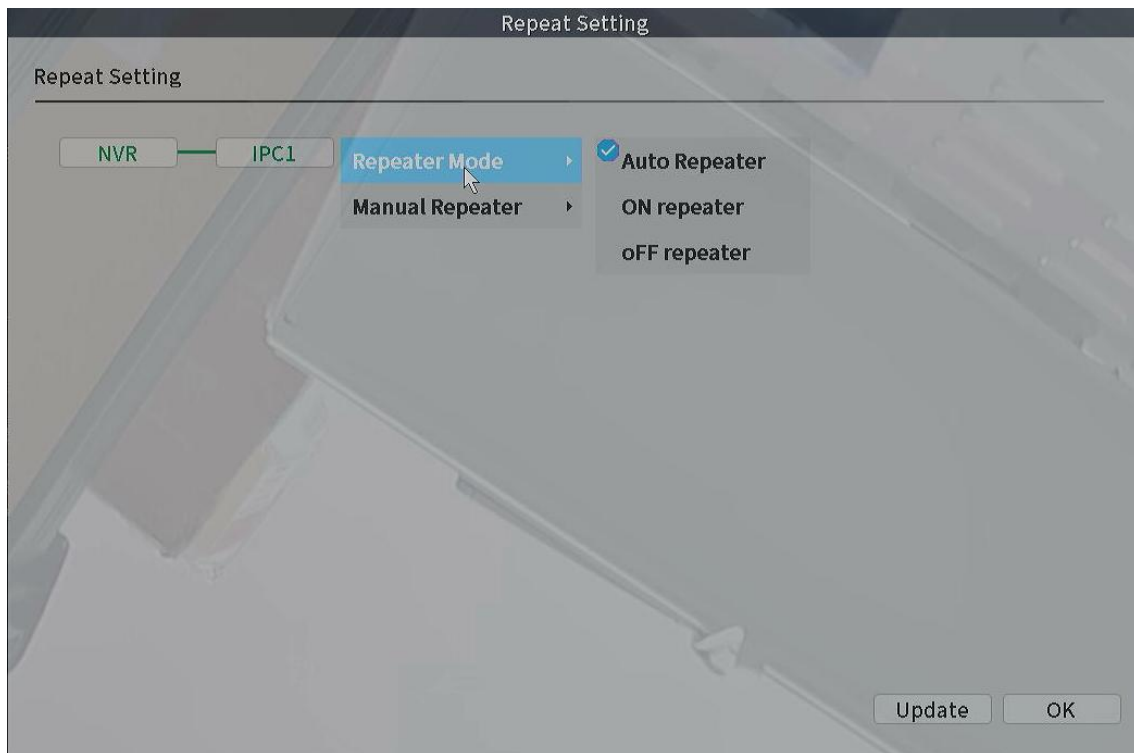 Repeat Setting
Repeat Setting
NVR IPC1 Repeater Mode Auto Repeater
Manual Repeater ON repeater
oFF repeater
Update OK